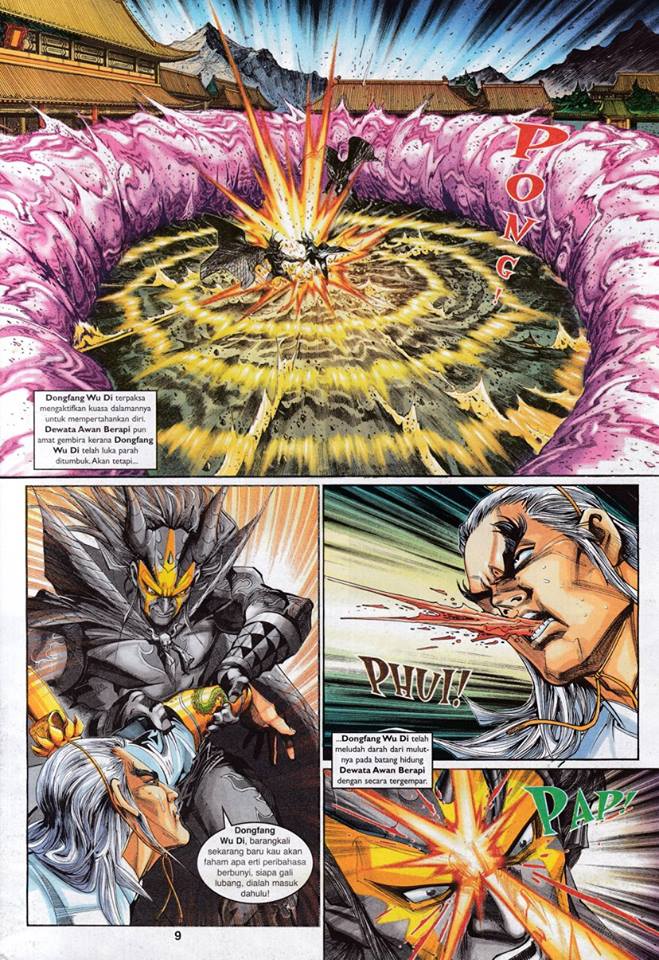 PONG!
Dongfang Wu Di terpaksa
mengaktifkan kuasa dalamannya
untuk mempertahankan diri.
Dewata Awan Berapi pun
amat gembira kerana Dongfang
Wu Di telah luka parah
ditumbuk. Akan tetapi...
Dongfang
Wu Di, barangkali
sekarang baru kau akan
faham apa erti peribahasa
berbunyi, siapa gali
lubang, dialah masuk
dahulu!
PHUI!
...Dongfang Wu Di telah
meludah darah dari mulut-
nya pada batang hidung
Dewata Awan Berapi
dengan secara tergempar.
PAP!
9